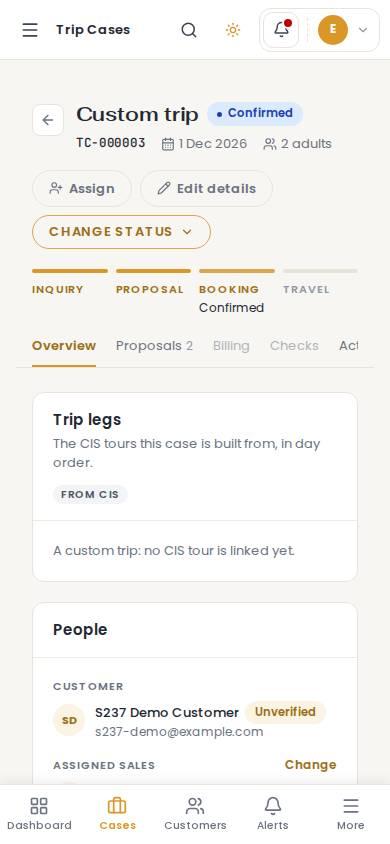 Trip Cases
E
Custom trip
Confirmed
TC-000003
1 Dec 2026
2 adults
Assign
Edit details
CHANGE STATUS
INQUIRY
PROPOSAL
BOOKING
TRAVEL
Confirmed
Overview
Proposals 2
Billing
Checks
Act
Trip legs
The CIS tours this case is built from, in day
order.
FROM CIS
A custom trip: no CIS tour is linked yet.
People
CUSTOMER
SD
S237 Demo Customer
Unverified
s237-demo@example.com
ASSIGNED SALES
Change
Dashboard
Cases
Customers
Alerts
More